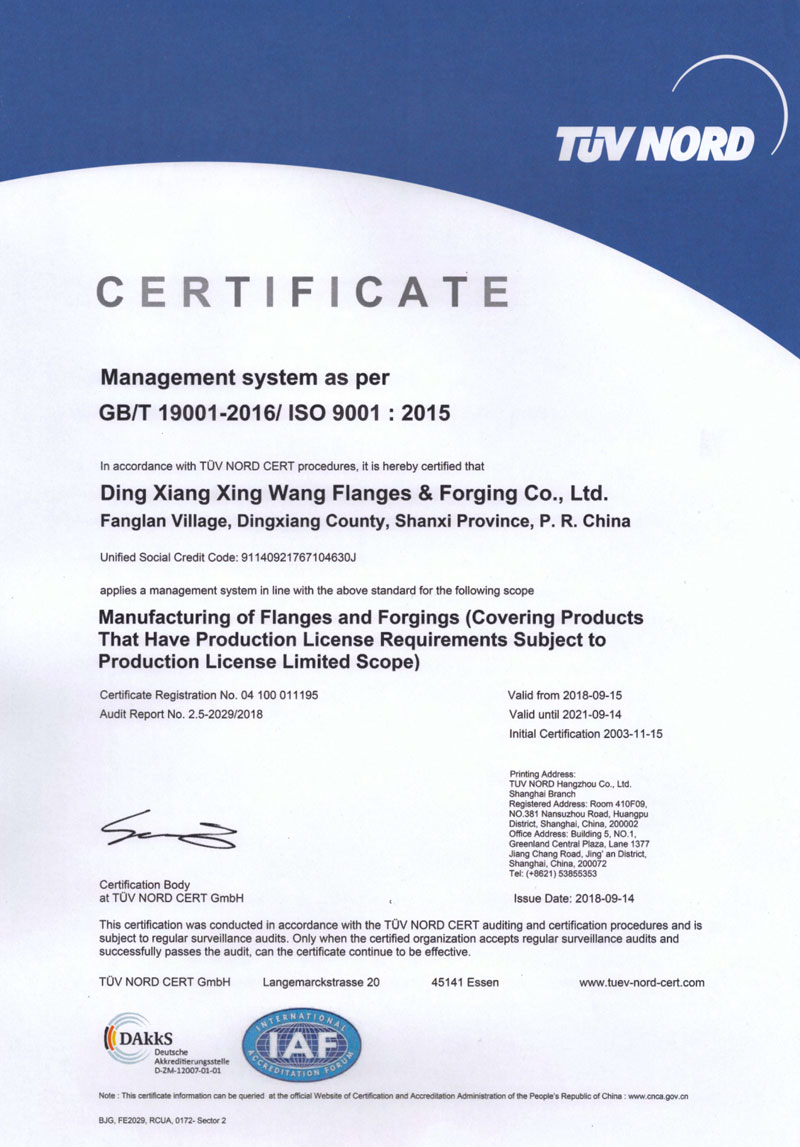 TÜV NORD
CERTIFICATE
Management system as per
GB/T 19001-2016/ ISO 9001 : 2015
In accordance with TÜV NORD CERT procedures, it is hereby certified that
Ding Xiang Xing Wang Flanges & Forging Co., Ltd.
Fanglan Village, Dingxiang County, Shanxi Province, P. R. China
Unified Social Credit Code: 91140921767104630J
applies a management system in line with the above standard for the following scope
Manufacturing of Flanges and Forgings (Covering Products
That Have Production License Requirements Subject to
Production License Limited Scope)
Certificate Registration No. 04 100 011195
Audit Report No. 2.5-2029/2018
Valid from 2018-09-15
Valid until 2021-09-14
Initial Certification 2003-11-15
Printing Address:
TUV NORD Hangzhou Co., Ltd.
Shanghai Branch
Registered Address: Room 410F09,
NO.381 Nansuzhou Road, Huangpu
District, Shanghai, China, 200002
Office Address: Building 5, NO.1,
Greenland Central Plaza, Lane 1377
Jiang Chang Road, Jing' an District,
Shanghai, China, 200072
Tel: (+8621) 53855353
Certification Body
at TÜV NORD CERT GmbH
Issue Date: 2018-09-14
This certification was conducted in accordance with the TÜV NORD CERT auditing and certification procedures and is
subject to regular surveillance audits. Only when the certified organization accepts regular surveillance audits and
successfully passes the audit, can the certificate continue to be effective.
TÜV NORD CERT GmbH Langemarckstrasse 20 45141 Essen www.tuev-nord-cert.com
DAkkS
Deutsche
Akkreditierungsstelle
D-ZM-12007-01-01
INTERNATIONAL
IAF
ACCREDITATION FORUM
Note : This certificate information can be queried at the official Website of Certification and Accreditation Administration of the People's Republic of China : www.cnca.gov.cn
BJG, FE2029, RCUA, 0172- Sector 2